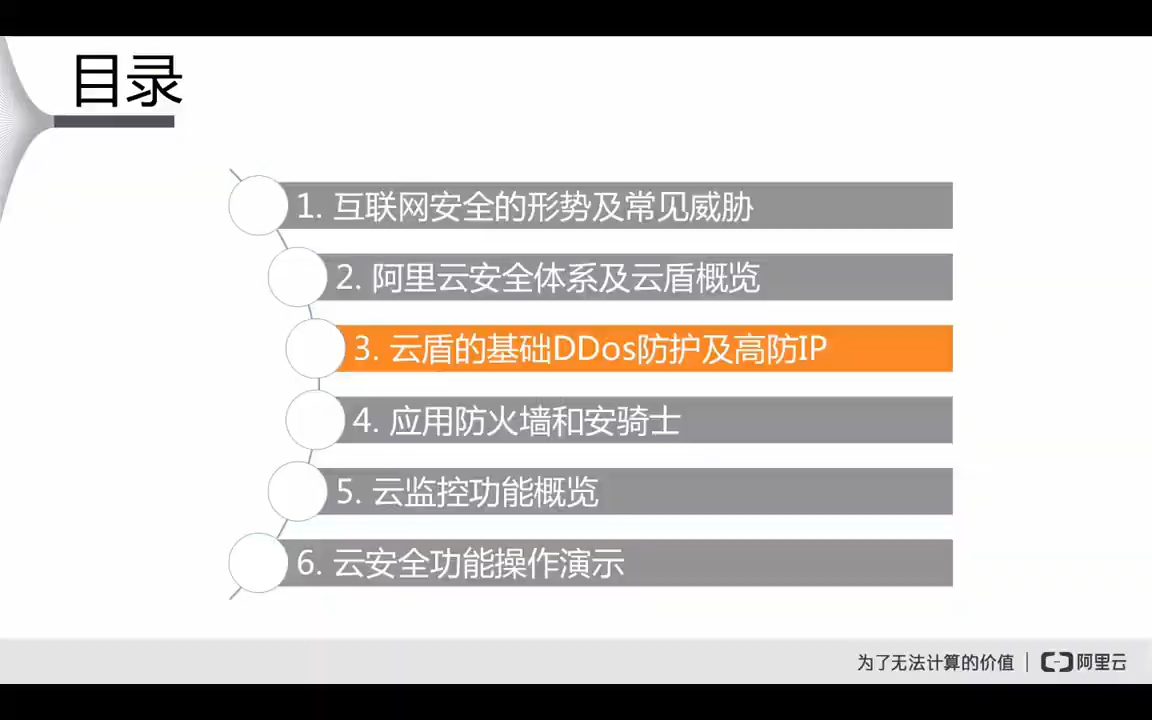 目录
1. 互联网安全的形势及常见威胁
2. 阿里云安全体系及云盾概览
3. 云盾的基础DDos防护及高防IP
4. 应用防火墙和安骑士
5. 云监控功能概览
6. 云安全功能操作演示
为了无法计算的价值 | 阿里云